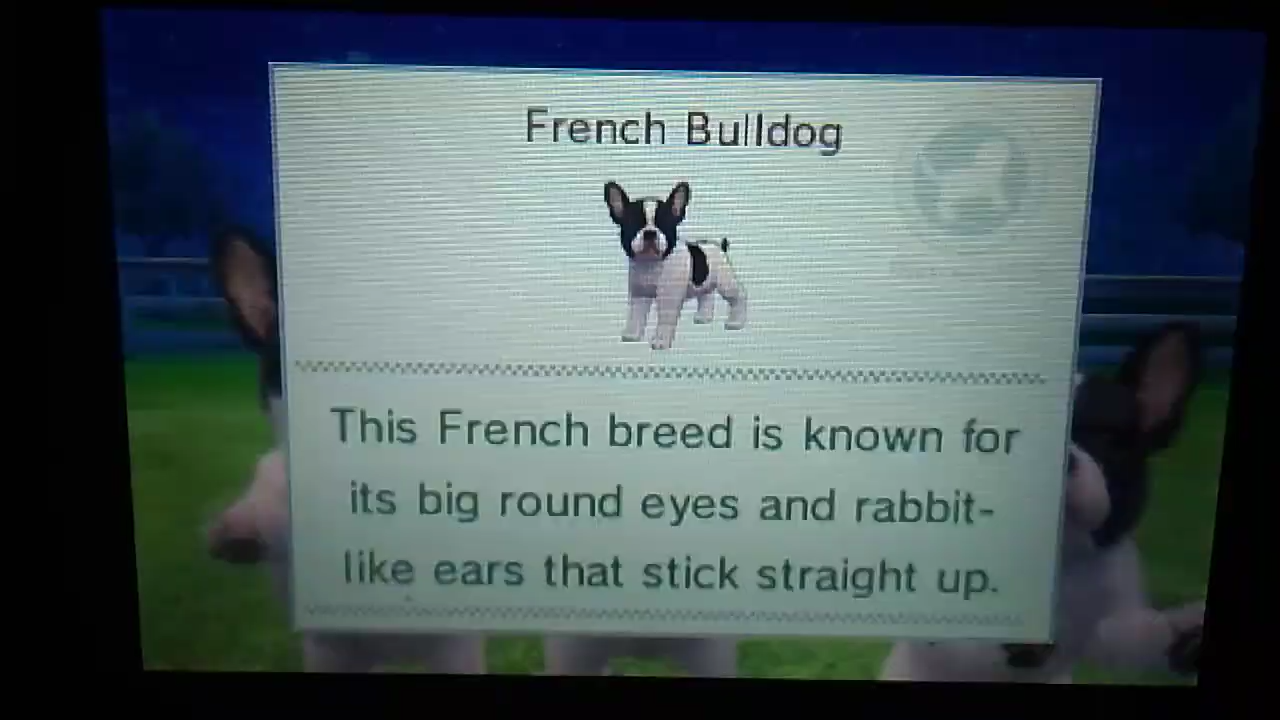 French Bulldog
This French breed is known for
its big round eyes and rabbit-
like ears that stick straight up.